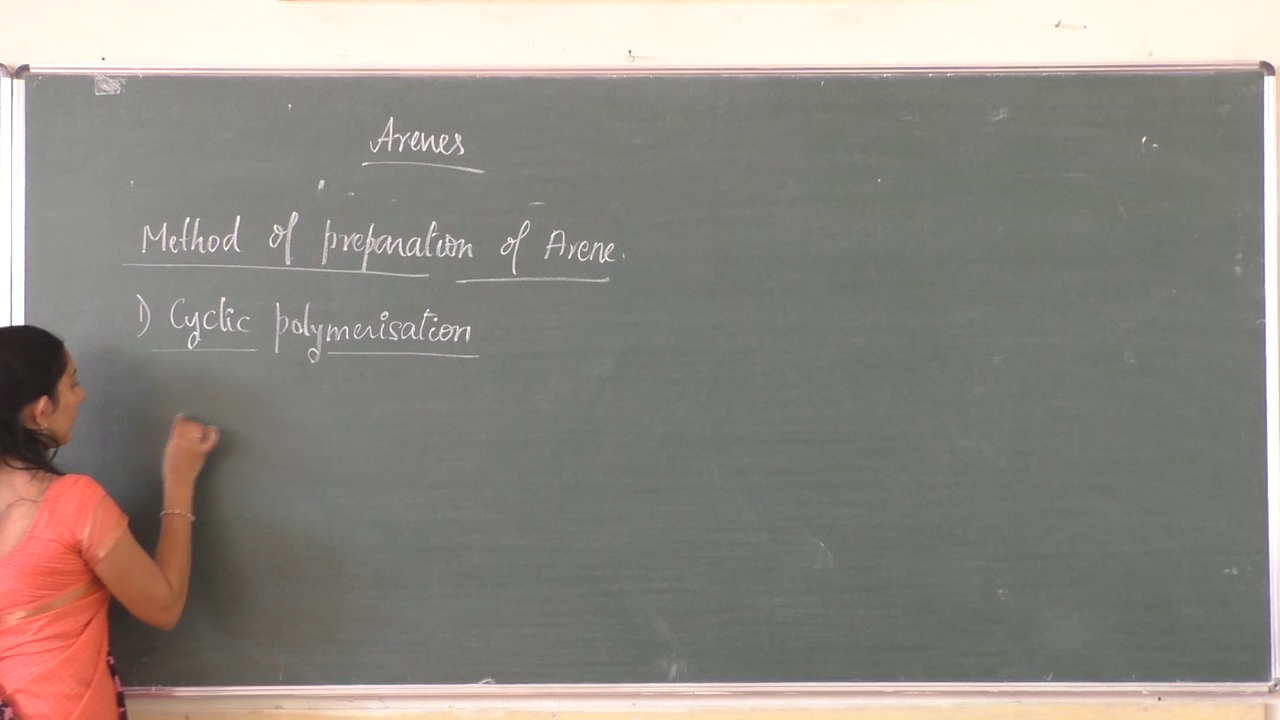 Arenes
Method of preparation of Arene.
1) Cyclic polymerisation